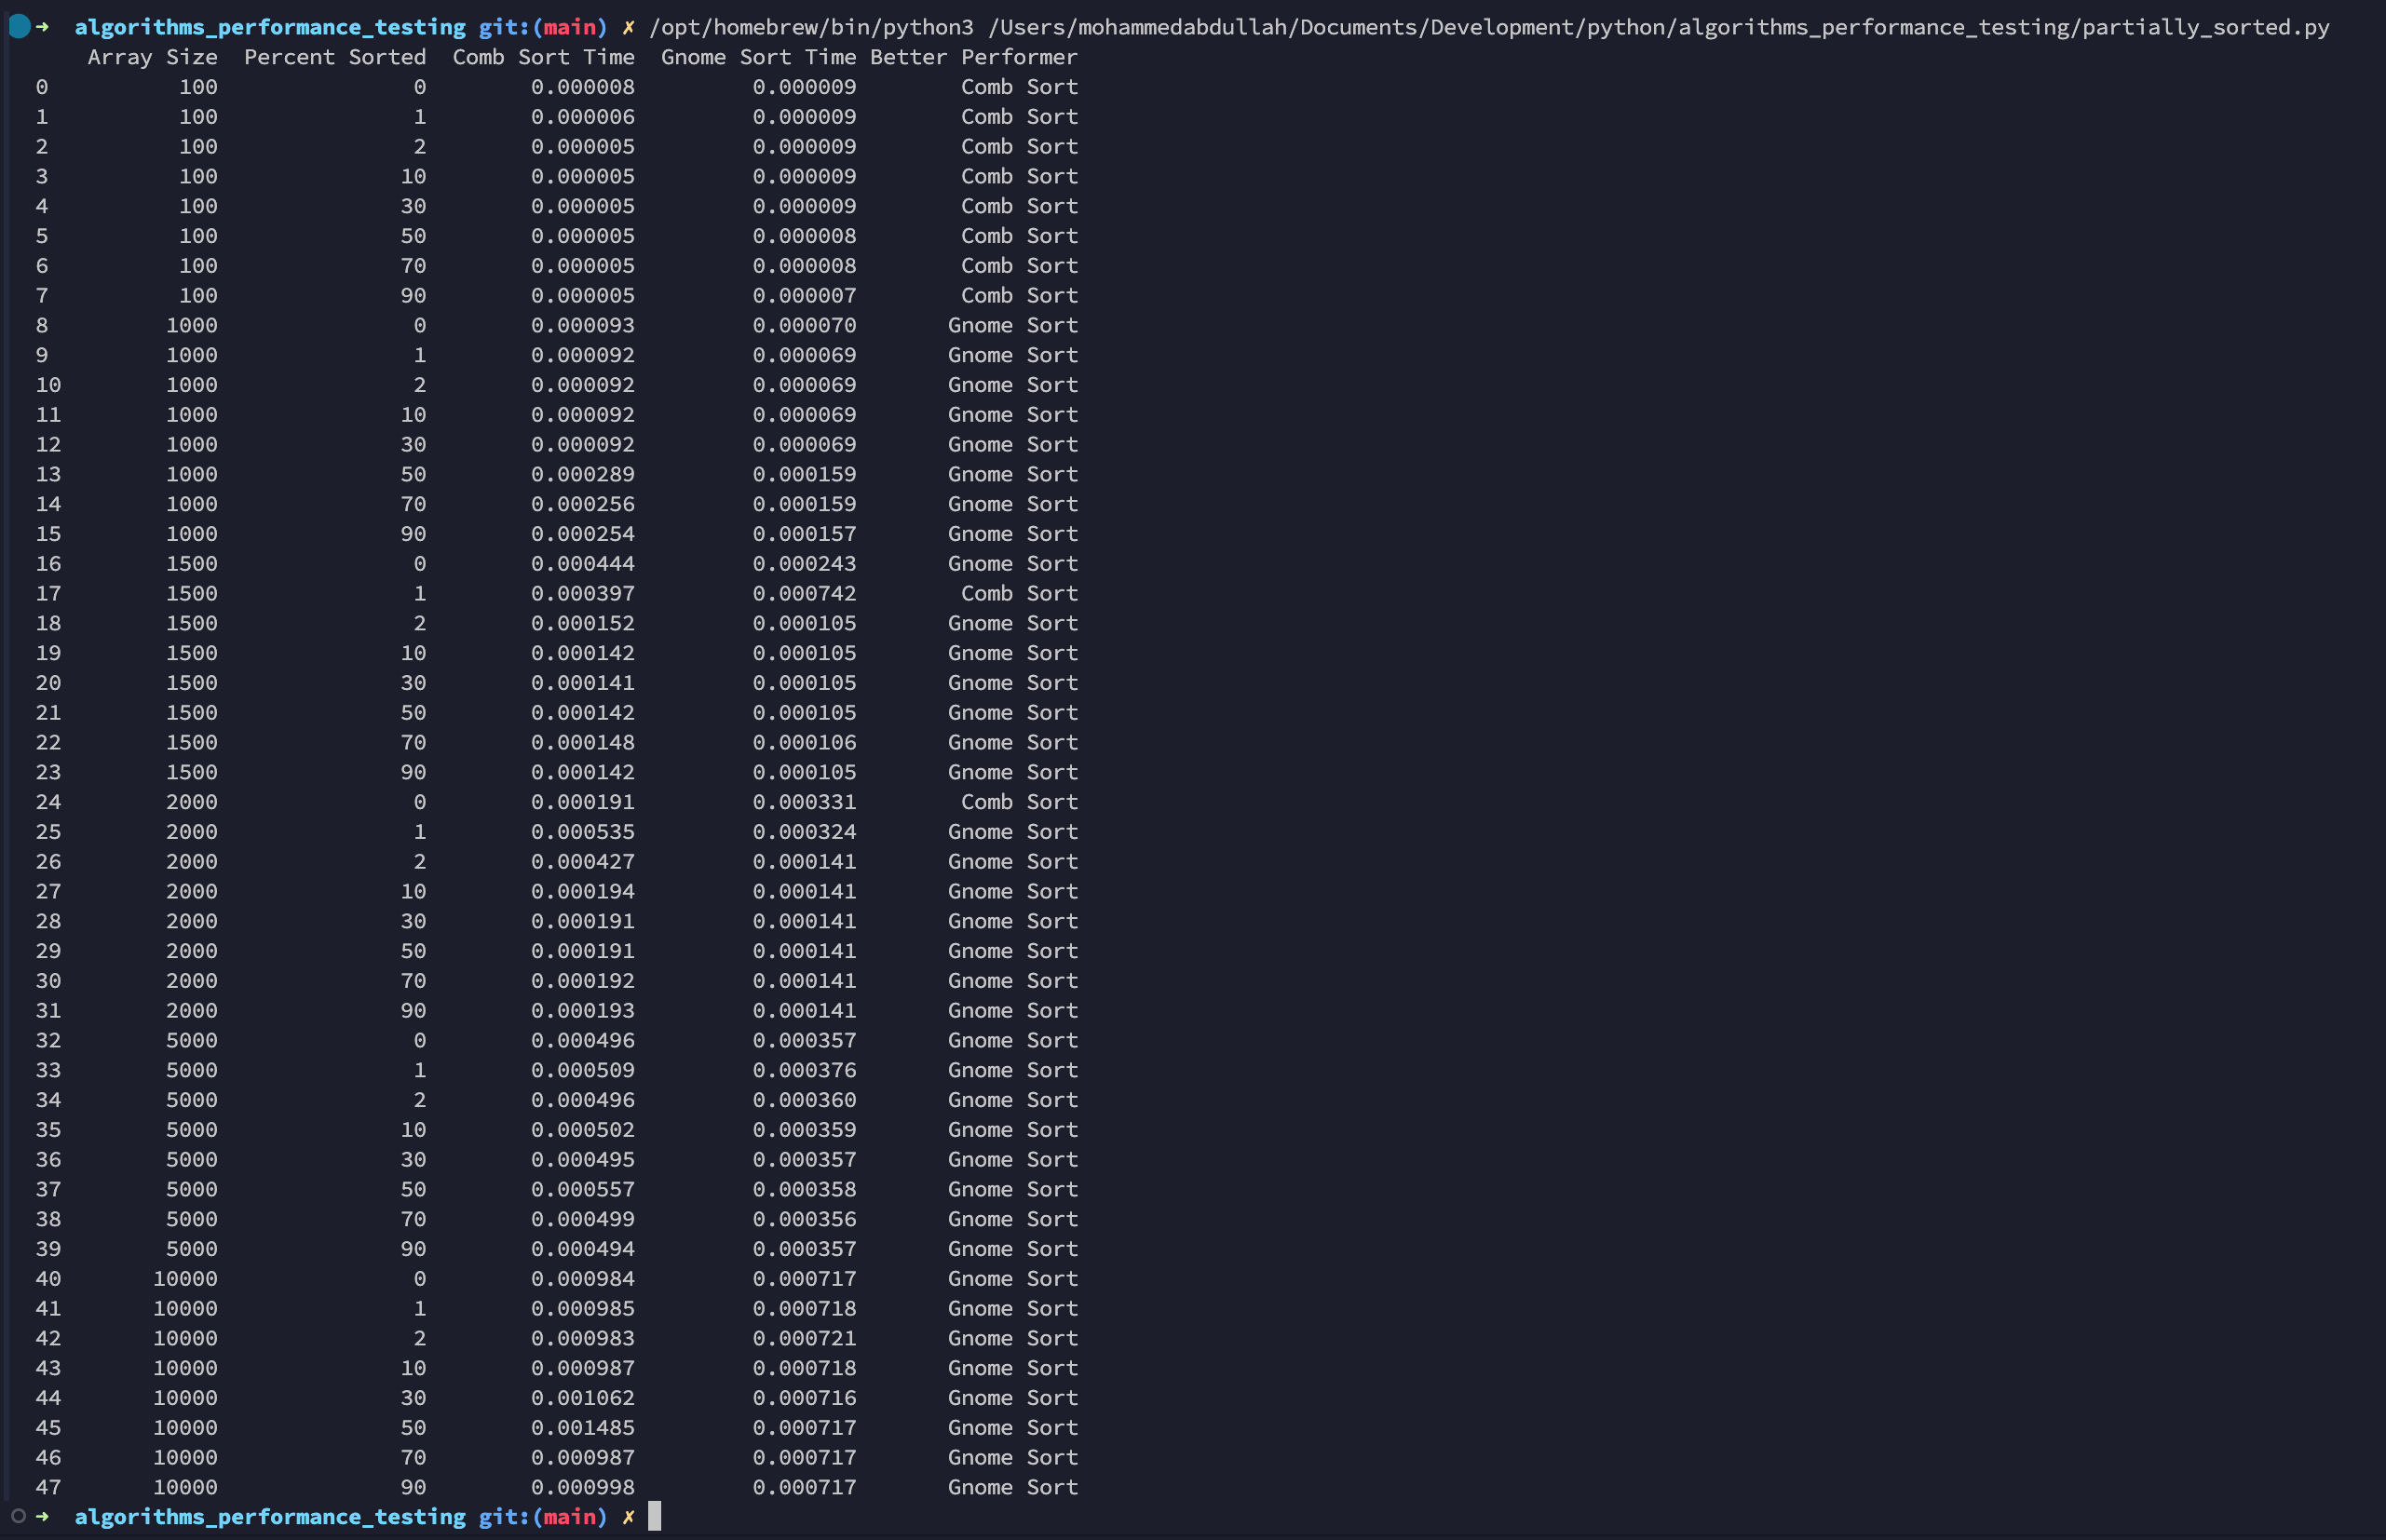 ➜ algorithms_performance_testing git:(main) ✗ /opt/homebrew/bin/python3 /Users/mohammedabdullah/Documents/Development/python/algorithms_performance_testing/partially_sorted.py
Array Size Percent Sorted Comb Sort Time Gnome Sort Time Better Performer
0 100 0 0.000008 0.000009 Comb Sort
1 100 1 0.000006 0.000009 Comb Sort
2 100 2 0.000005 0.000009 Comb Sort
3 100 10 0.000005 0.000009 Comb Sort
4 100 30 0.000005 0.000009 Comb Sort
5 100 50 0.000005 0.000008 Comb Sort
6 100 70 0.000005 0.000008 Comb Sort
7 100 90 0.000005 0.000007 Comb Sort
8 1000 0 0.000093 0.000070 Gnome Sort
9 1000 1 0.000092 0.000069 Gnome Sort
10 1000 2 0.000092 0.000069 Gnome Sort
11 1000 10 0.000092 0.000069 Gnome Sort
12 1000 30 0.000092 0.000069 Gnome Sort
13 1000 50 0.000289 0.000159 Gnome Sort
14 1000 70 0.000256 0.000159 Gnome Sort
15 1000 90 0.000254 0.000157 Gnome Sort
16 1500 0 0.000444 0.000243 Gnome Sort
17 1500 1 0.000397 0.000742 Comb Sort
18 1500 2 0.000152 0.000105 Gnome Sort
19 1500 10 0.000142 0.000105 Gnome Sort
20 1500 30 0.000141 0.000105 Gnome Sort
21 1500 50 0.000142 0.000105 Gnome Sort
22 1500 70 0.000148 0.000106 Gnome Sort
23 1500 90 0.000142 0.000105 Gnome Sort
24 2000 0 0.000191 0.000331 Comb Sort
25 2000 1 0.000535 0.000324 Gnome Sort
26 2000 2 0.000427 0.000141 Gnome Sort
27 2000 10 0.000194 0.000141 Gnome Sort
28 2000 30 0.000191 0.000141 Gnome Sort
29 2000 50 0.000191 0.000141 Gnome Sort
30 2000 70 0.000192 0.000141 Gnome Sort
31 2000 90 0.000193 0.000141 Gnome Sort
32 5000 0 0.000496 0.000357 Gnome Sort
33 5000 1 0.000509 0.000376 Gnome Sort
34 5000 2 0.000496 0.000360 Gnome Sort
35 5000 10 0.000502 0.000359 Gnome Sort
36 5000 30 0.000495 0.000357 Gnome Sort
37 5000 50 0.000557 0.000358 Gnome Sort
38 5000 70 0.000499 0.000356 Gnome Sort
39 5000 90 0.000494 0.000357 Gnome Sort
40 10000 0 0.000984 0.000717 Gnome Sort
41 10000 1 0.000985 0.000718 Gnome Sort
42 10000 2 0.000983 0.000721 Gnome Sort
43 10000 10 0.000987 0.000718 Gnome Sort
44 10000 30 0.001062 0.000716 Gnome Sort
45 10000 50 0.001485 0.000717 Gnome Sort
46 10000 70 0.000987 0.000717 Gnome Sort
47 10000 90 0.000998 0.000717 Gnome Sort
➜ algorithms_performance_testing git:(main) ✗